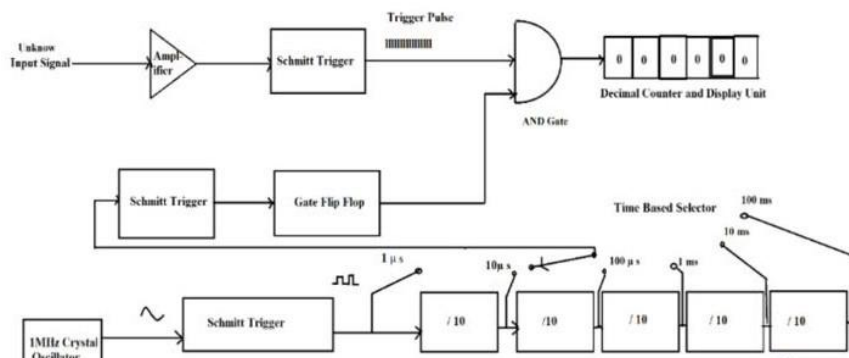 Trigger Pulse
Unknow
Input Signal
Ampl-
ifier
Schmitt Trigger
0 0 0 0 0 0
Decimal Counter and Display Unit
AND Gate
Schmitt Trigger
Gate Flip Flop
Time Based Selector
100 ms
10 ms
1 μ s
10μ s
100 μ s
1 ms
Schmitt Trigger
/ 10
/10
/ 10
/ 10
/ 10
1MHz Crystal
Oscillator